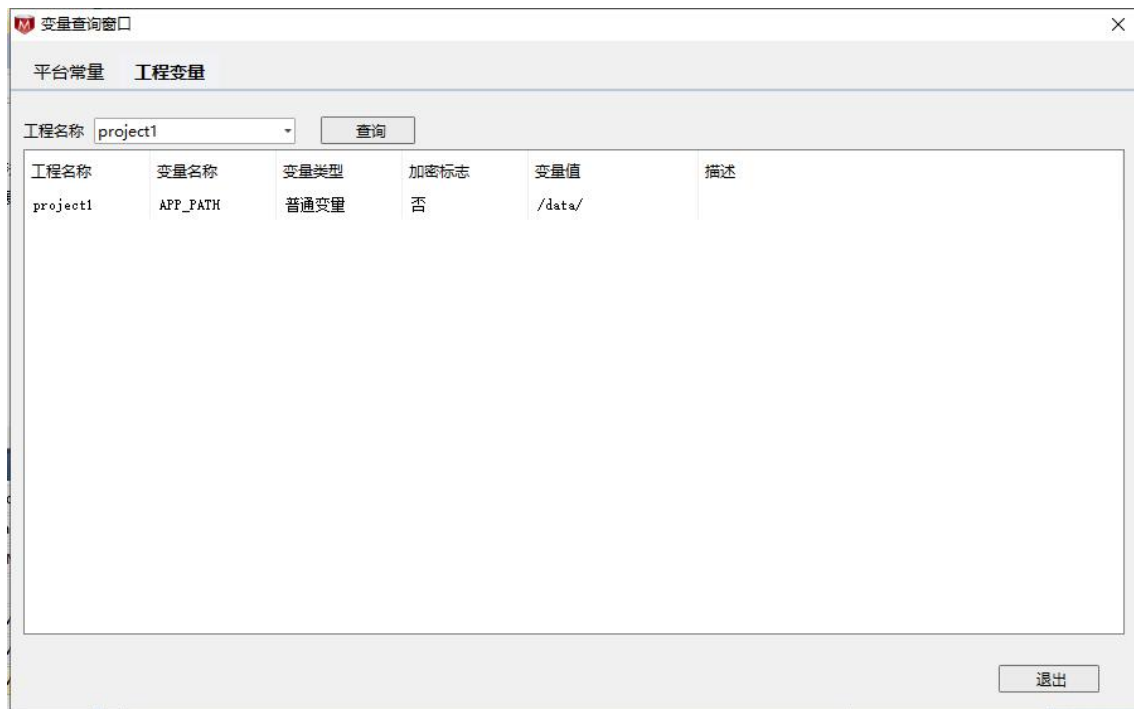 变量查询窗口
平台常量 工程变量
工程名称 project1 查询
工程名称 变量名称 变量类型 加密标志 变量值 描述
project1 APP_PATH 普通变量 否 /data/
退出